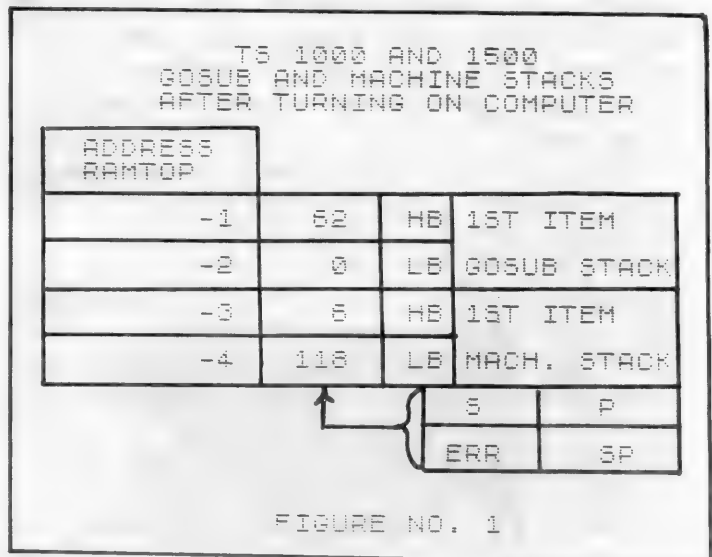 TS 1000 AND 1500
GOSUB AND MACHINE STACKS
AFTER TURNING ON COMPUTER
ADDRESS
RAMTOP
-1 62 HB 1ST ITEM
-2 0 LB GOSUB STACK
-3 6 HB 1ST ITEM
-4 118 LB MACH. STACK
S P
ERR SP
FIGURE NO. 1